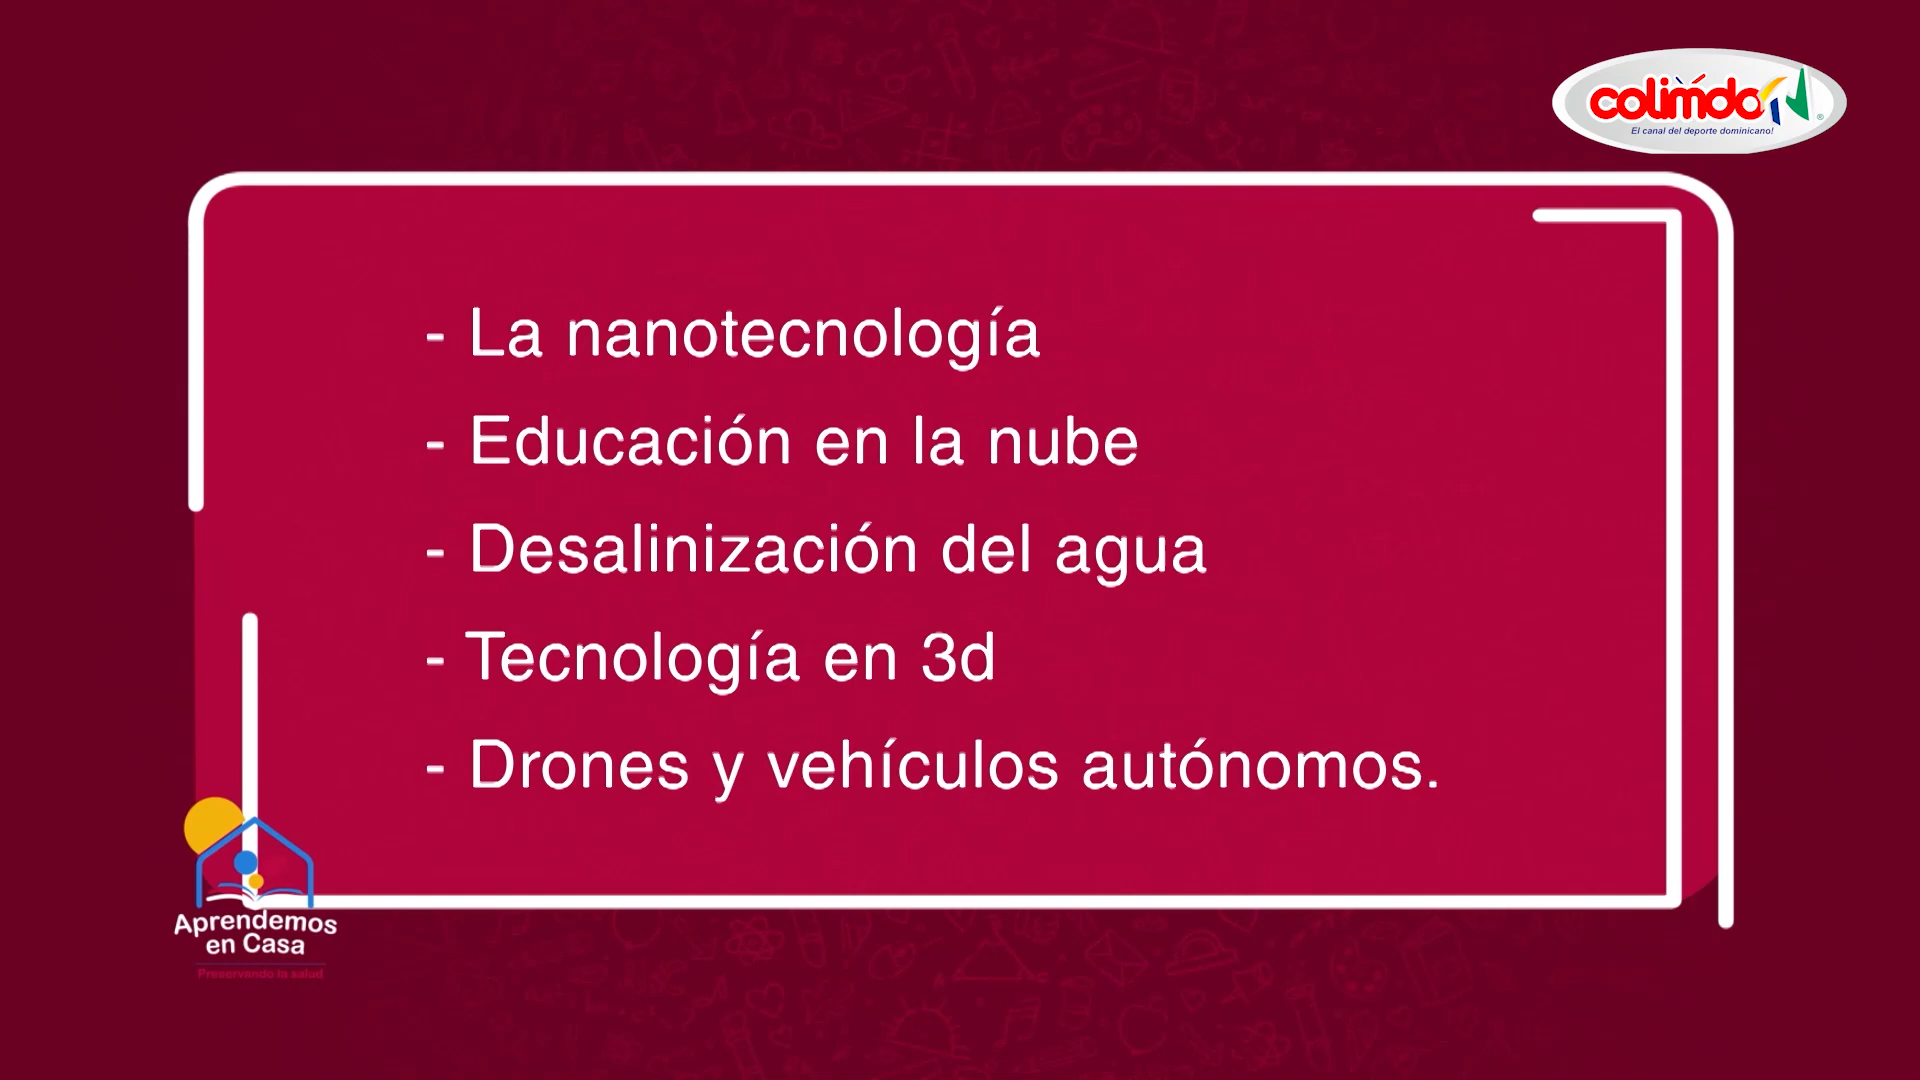 colimdo
El canal del deporte dominicano!
- La nanotecnología
- Educación en la nube
- Desalinización del agua
- Tecnología en 3d
- Drones y vehículos autónomos.
Aprendemos
en Casa
Preservando la salud